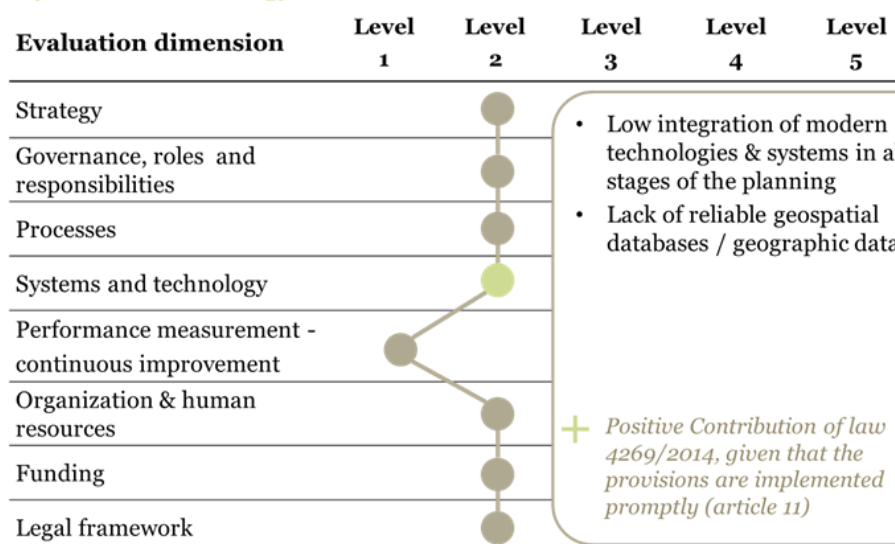 Evaluation dimension
Level 1
Level 2
Level 3
Level 4
Level 5
Strategy
Governance, roles and
responsibilities
Processes
Systems and technology
Performance measurement -
continuous improvement
Organization & human
resources
Funding
Legal framework
• Low integration of modern
technologies & systems in
stages of the planning
• Lack of reliable geospatial
databases / geographic data
+ Positive Contribution of law
4269/2014, given that the
provisions are implemented
promptly (article 11)